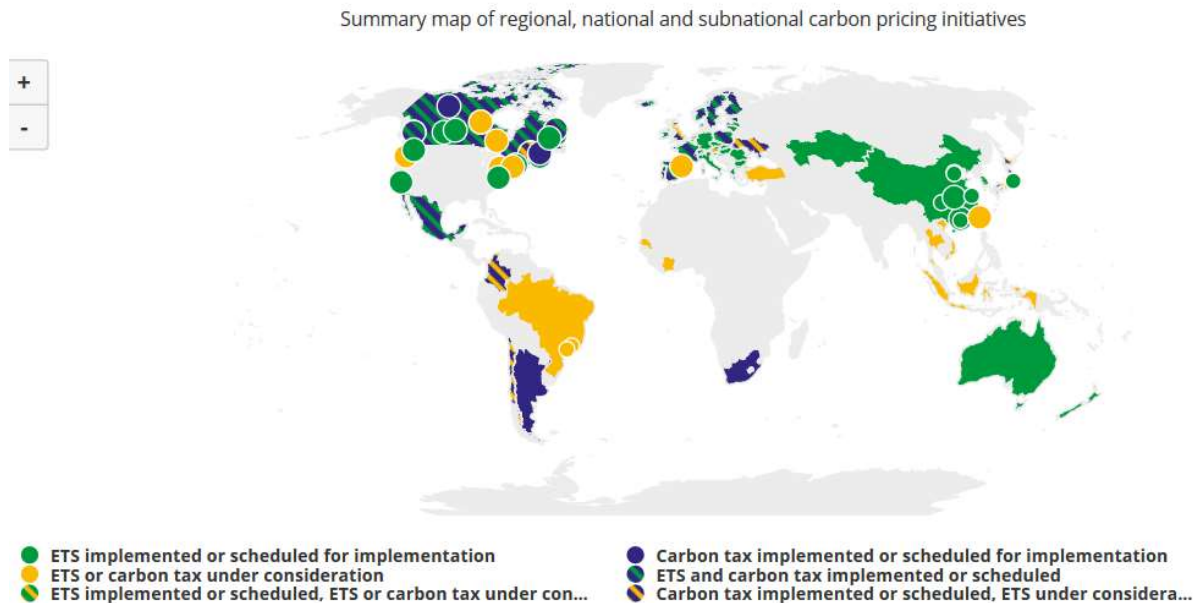 Summary map of regional, national and subnational carbon pricing initiatives
+
-
ETS implemented or scheduled for implementation
ETS or carbon tax under consideration
ETS implemented or scheduled, ETS or carbon tax under con...
Carbon tax implemented or scheduled for implementation
ETS and carbon tax implemented or scheduled
Carbon tax implemented or scheduled, ETS under considera...